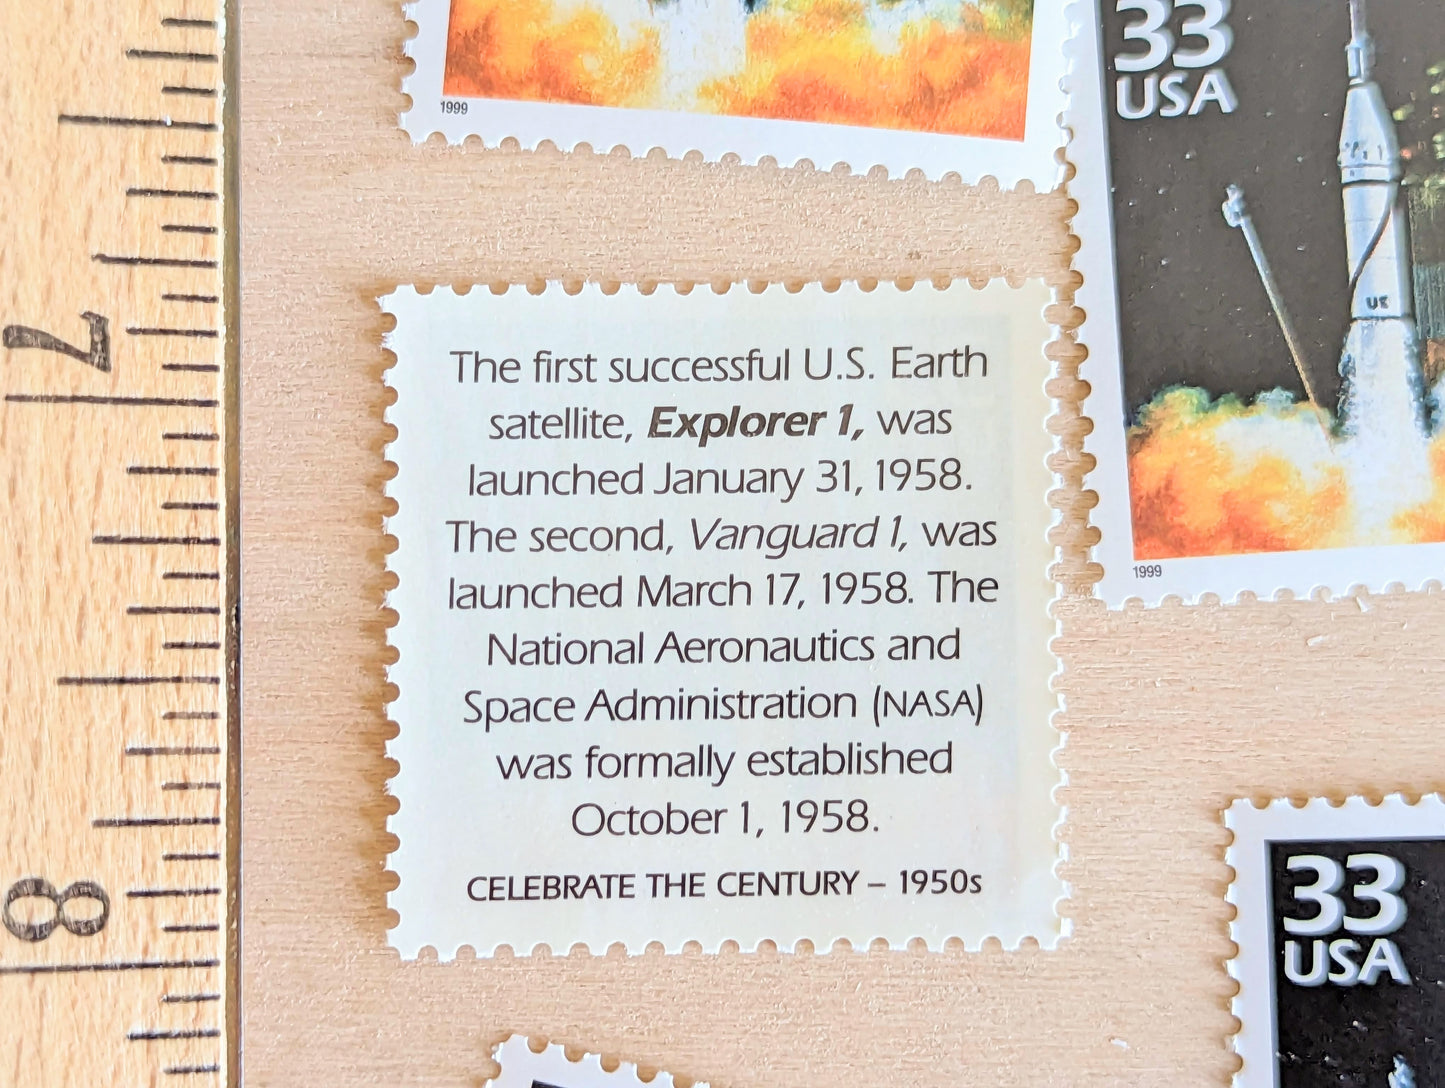 1999
33
USA
US
1999
The first successful U.S. Earth
satellite, Explorer 1, was
launched January 31, 1958.
The second, Vanguard 1, was
launched March 17, 1958. The
National Aeronautics and
Space Administration (NASA)
was formally established
October 1, 1958.
CELEBRATE THE CENTURY – 1950s
33
USA
7
8